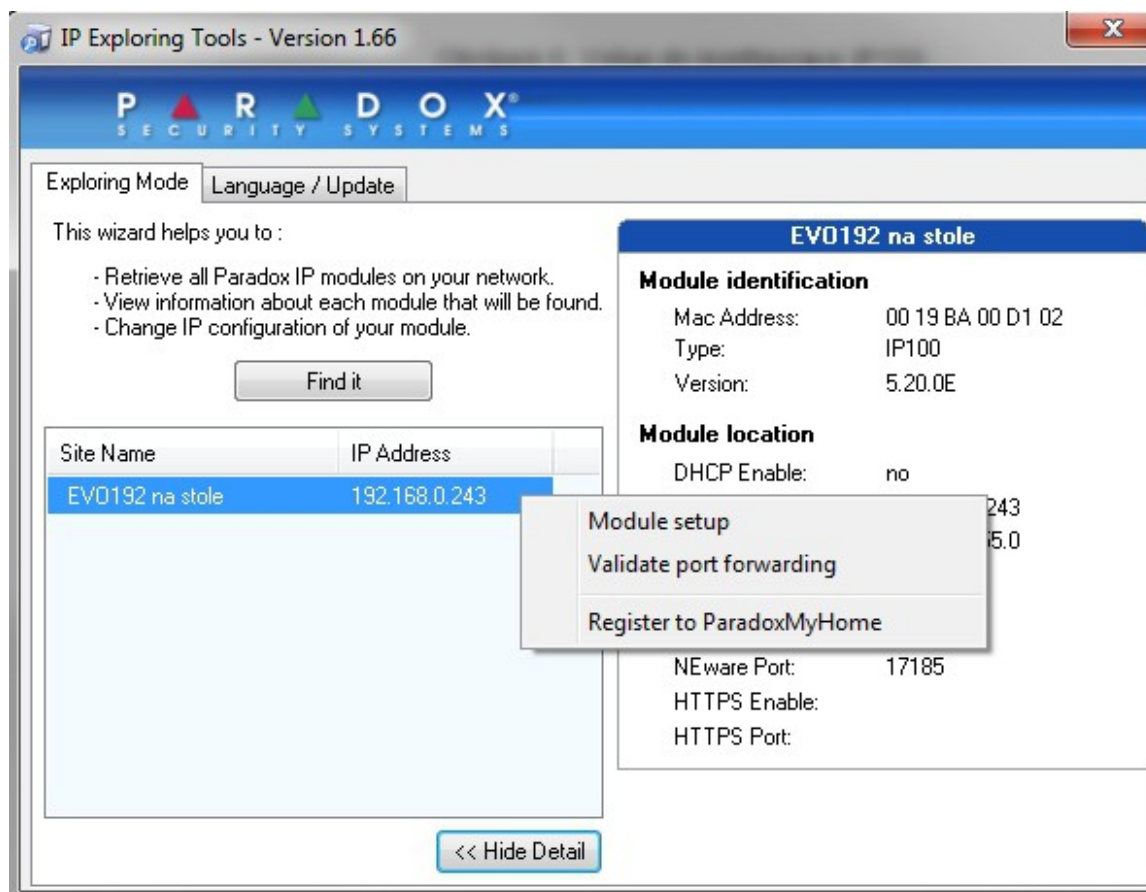 IP Exploring Tools - Version 1.66
PARADOX®
SECURITY SYSTEMS
Exploring Mode
Language / Update
This wizard helps you to :
- Retrieve all Paradox IP modules on your network.
- View information about each module that will be found.
- Change IP configuration of your module.
Find it
Site Name IP Address
EVO192 na stole 192.168.0.243
<< Hide Detail
EVO192 na stole
Module identification
Mac Address: 00 19 BA 00 D1 02
Type: IP100
Version: 5.20.0E
Module location
DHCP Enable: no
243
5.0
Module setup
Validate port forwarding
Register to ParadoxMyHome
NEware Port: 17185
HTTPS Enable:
HTTPS Port: